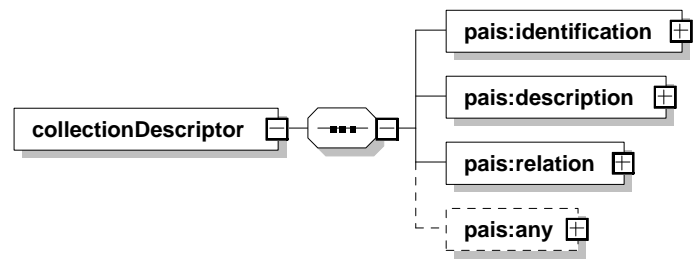 pais:identification
pais:description
collectionDescriptor
pais:relation
pais:any